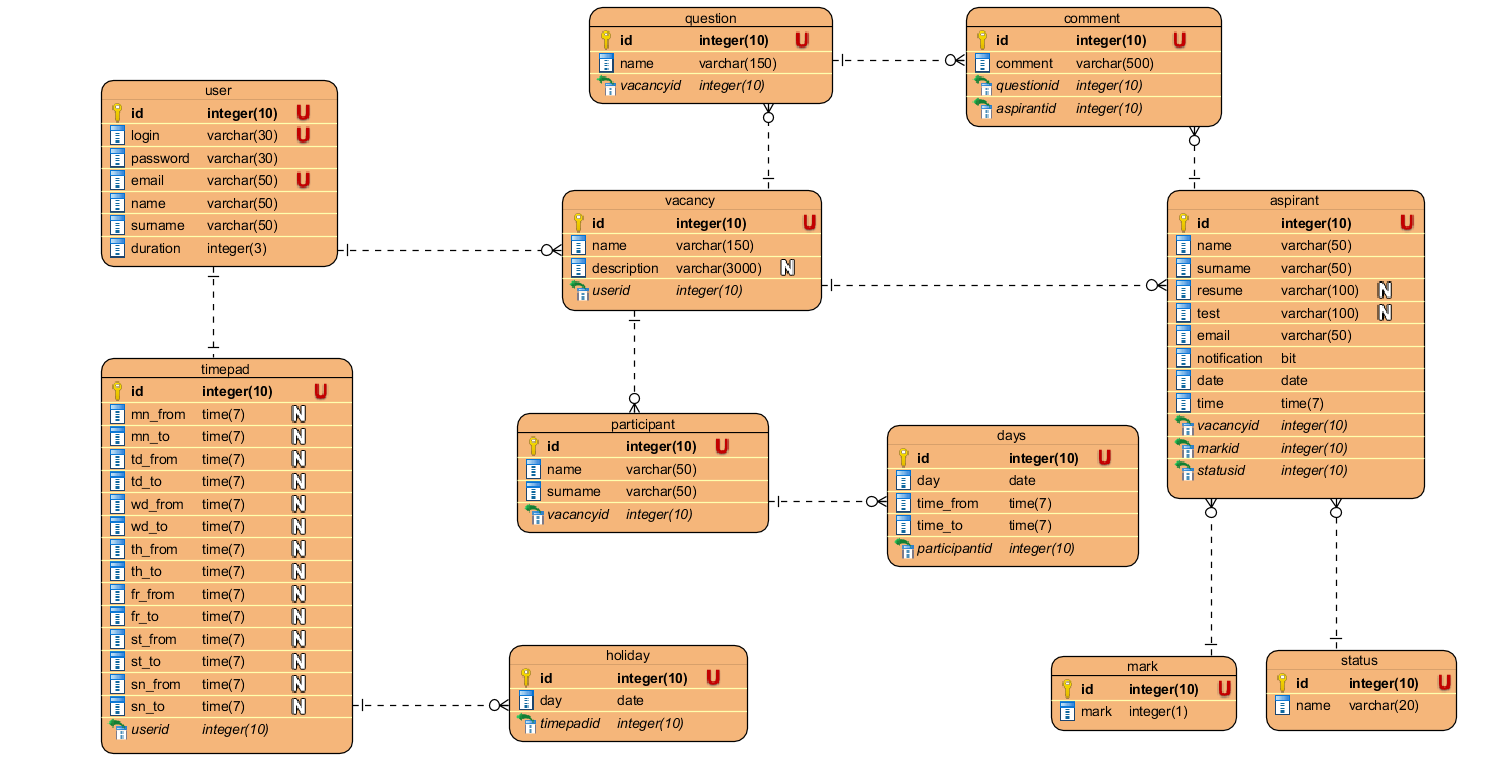 question
id integer(10) U
name varchar(150)
vacancyid integer(10)
comment
id integer(10) U
comment varchar(500)
questionid integer(10)
aspirantid integer(10)
user
id integer(10) U
login varchar(30) U
password varchar(30)
email varchar(50) U
name varchar(50)
surname varchar(50)
duration integer(3)
vacancy
id integer(10) U
name varchar(150)
description varchar(3000) N
userid integer(10)
aspirant
id integer(10) U
name varchar(50)
surname varchar(50)
resume varchar(100) N
test varchar(100) N
email varchar(50)
notification bit
date date
time time(7)
vacancyid integer(10)
markid integer(10)
statusid integer(10)
timepad
id integer(10) U
mn_from time(7) N
mn_to time(7) N
td_from time(7) N
td_to time(7) N
wd_from time(7) N
wd_to time(7) N
th_from time(7) N
th_to time(7) N
fr_from time(7) N
fr_to time(7) N
st_from time(7) N
st_to time(7) N
sn_from time(7) N
sn_to time(7) N
userid integer(10)
participant
id integer(10) U
name varchar(50)
surname varchar(50)
vacancyid integer(10)
days
id integer(10) U
day date
time_from time(7)
time_to time(7)
participantid integer(10)
holiday
id integer(10) U
day date
timepadid integer(10)
mark
id integer(10) U
mark integer(1)
status
id integer(10) U
name varchar(20)